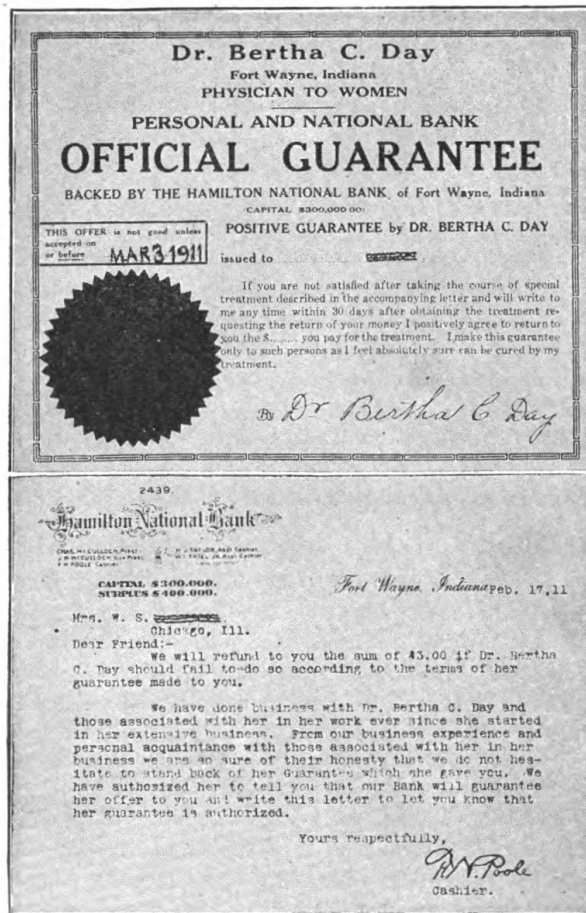 Dr. Bertha C. Day
Fort Wayne, Indiana
PHYSICIAN TO WOMEN
PERSONAL AND NATIONAL BANK
OFFICIAL GUARANTEE
BACKED BY THE HAMILTON NATIONAL BANK, of Fort Wayne, Indiana
CAPITAL $300,000 00
THIS OFFER is not good unless
accepted on
or before MAR 3 1911
POSITIVE GUARANTEE by DR. BERTHA C. DAY
issued to
If you are not satisfied after taking the course of special
treatment described in the accompanying letter and will write to
me any time within 30 days after obtaining the treatment re-
questing the return of your money I positively agree to return to
you the $...... you pay for the treatment. I make this guarantee
only to such persons as I feel absolutely sure can be cured by my
treatment.
By Dr Bertha C Day
2439.
Hamilton National Bank
CHAS. McCULLOCH, Prest.
J. R. McCULLOCH, Vice Prest.
F. H. POOLE Cashier
H. J. TAYLOR, Asst Cashier
Asst Cashier
CAPITAL $300.000.
SURPLUS $400.000.
Fort Wayne, Indiana Feb. 17,11
Mrs. W. S.
Chicago, Ill.
Dear Friend:-
We will refund to you the sum of $3.00 if Dr. Bertha
C. Day should fail to do so according to the terms of her
guarantee made to you.
We have done business with Dr. Bertha C. Day and
those associated with her in her work ever since she started
in her extensive business. From our business experience and
personal acquaintance with those associated with her in her
business we are so sure of their honesty that we do not hes-
itate to stand back of her Guarantee which she gave you. We
have authorized her to tell you that our Bank will guarantee
her offer to you and write this letter to let you know that
her guarantee is authorized.
Yours respectfully,
Poole
Cashier.